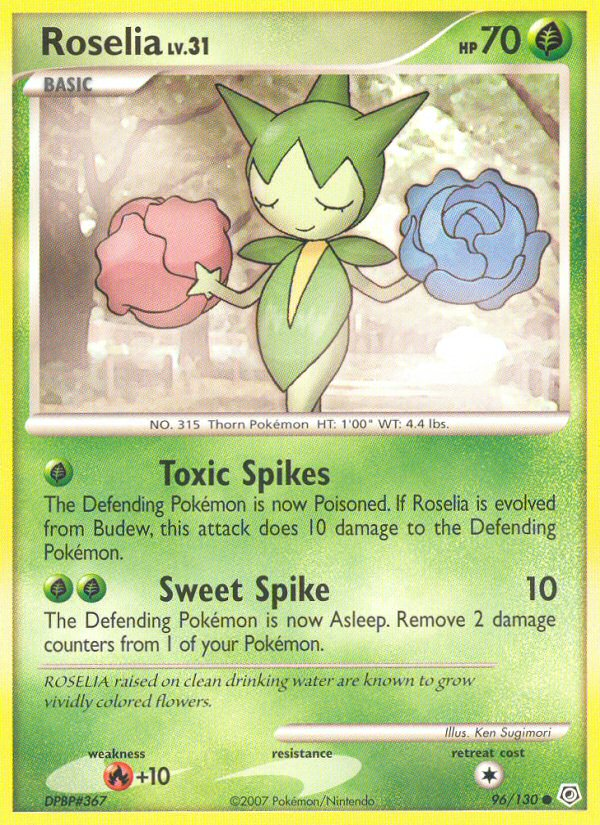 Roselia LV.31
HP 70
BASIC
NO. 315 Thorn Pokémon HT: 1'00" WT: 4.4 lbs.
Toxic Spikes
The Defending Pokémon is now Poisoned. If Roselia is evolved
from Budew, this attack does 10 damage to the Defending
Pokémon.
Sweet Spike 10
The Defending Pokémon is now Asleep. Remove 2 damage
counters from 1 of your Pokémon.
ROSELIA raised on clean drinking water are known to grow
vividly colored flowers.
Illus. Ken Sugimori
weakness resistance retreat cost
+10
DPBP#367 ©2007 Pokémon/Nintendo 96/130